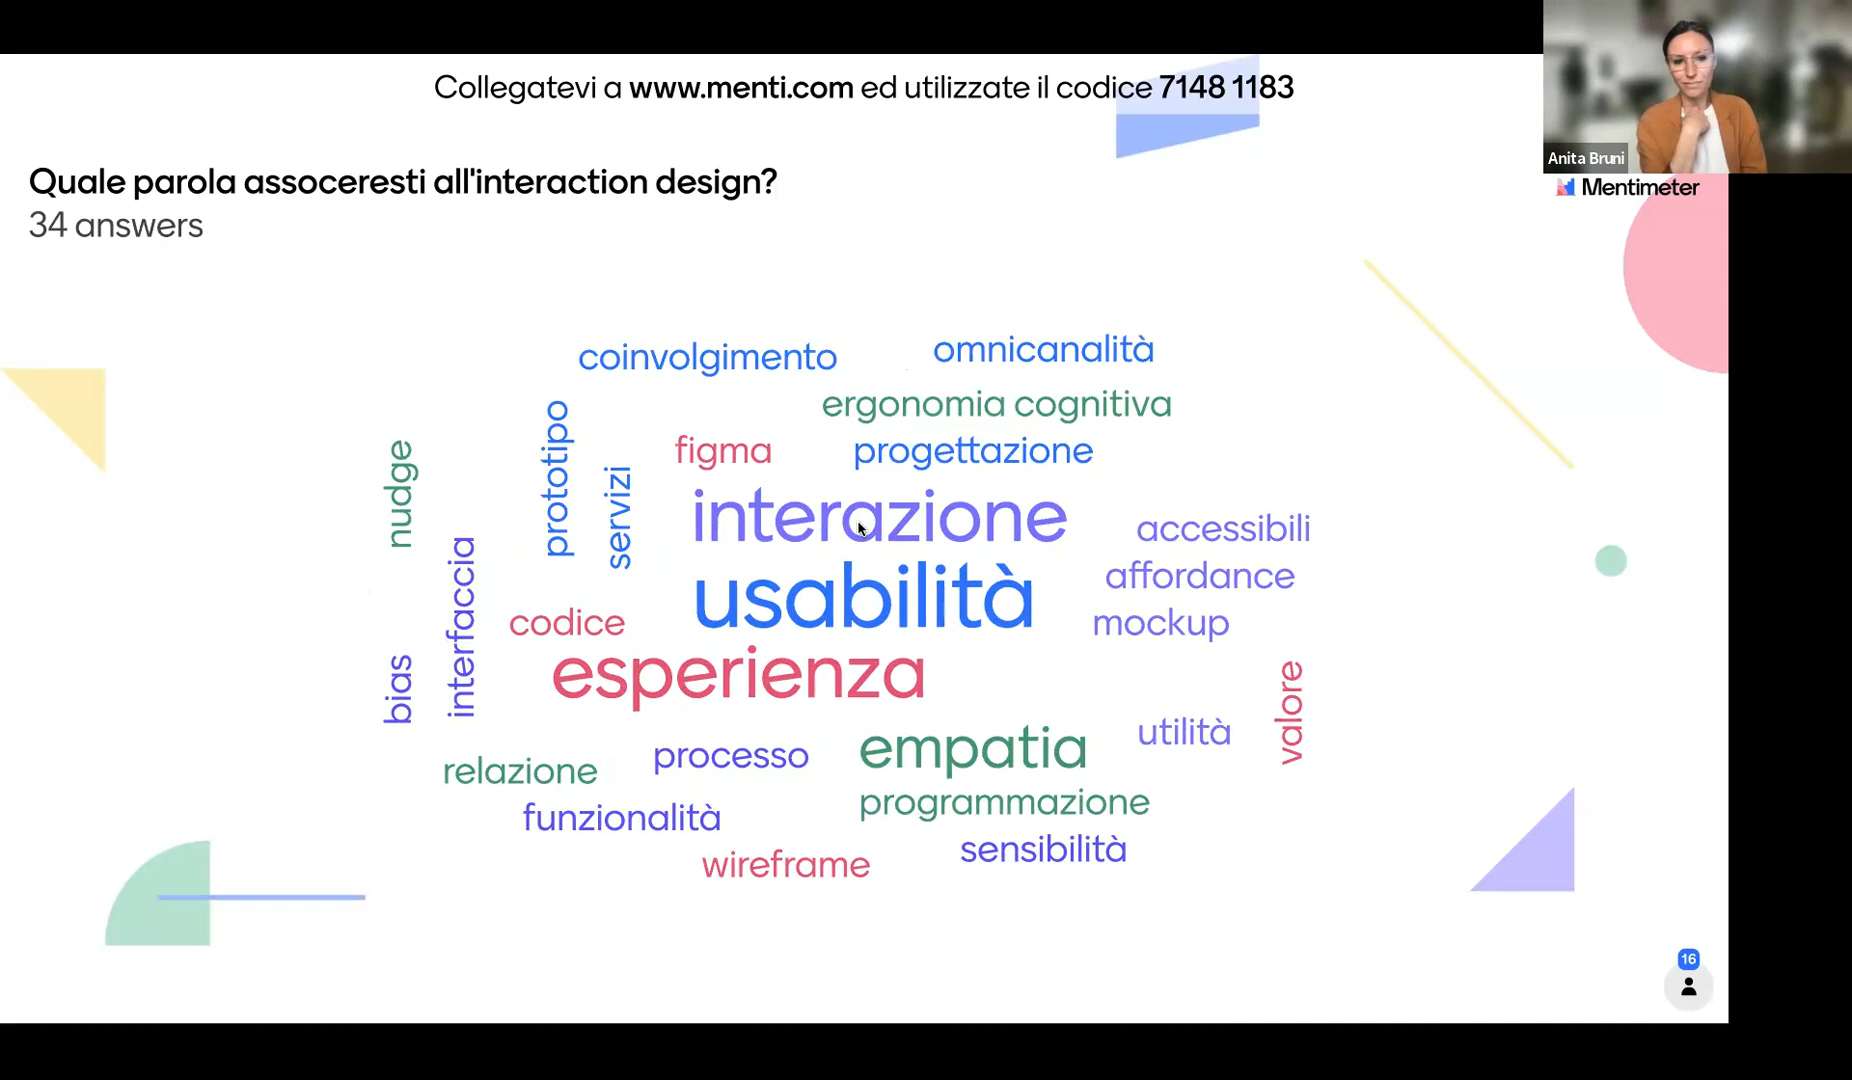 Collegatevi a www.menti.com ed utilizzate il codice 7148 1183
Anita Bruni
Mentimeter
Quale parola assoceresti all'interaction design?
34 answers
coinvolgimento
omnicanalità
ergonomia cognitiva
nudge
prototipo
servizi
figma
progettazione
interazione
accessibili
affordance
usabilità
mockup
codice
interfaccia
bias
esperienza
valore
utilità
empatia
processo
relazione
programmazione
funzionalità
sensibilità
wireframe
16